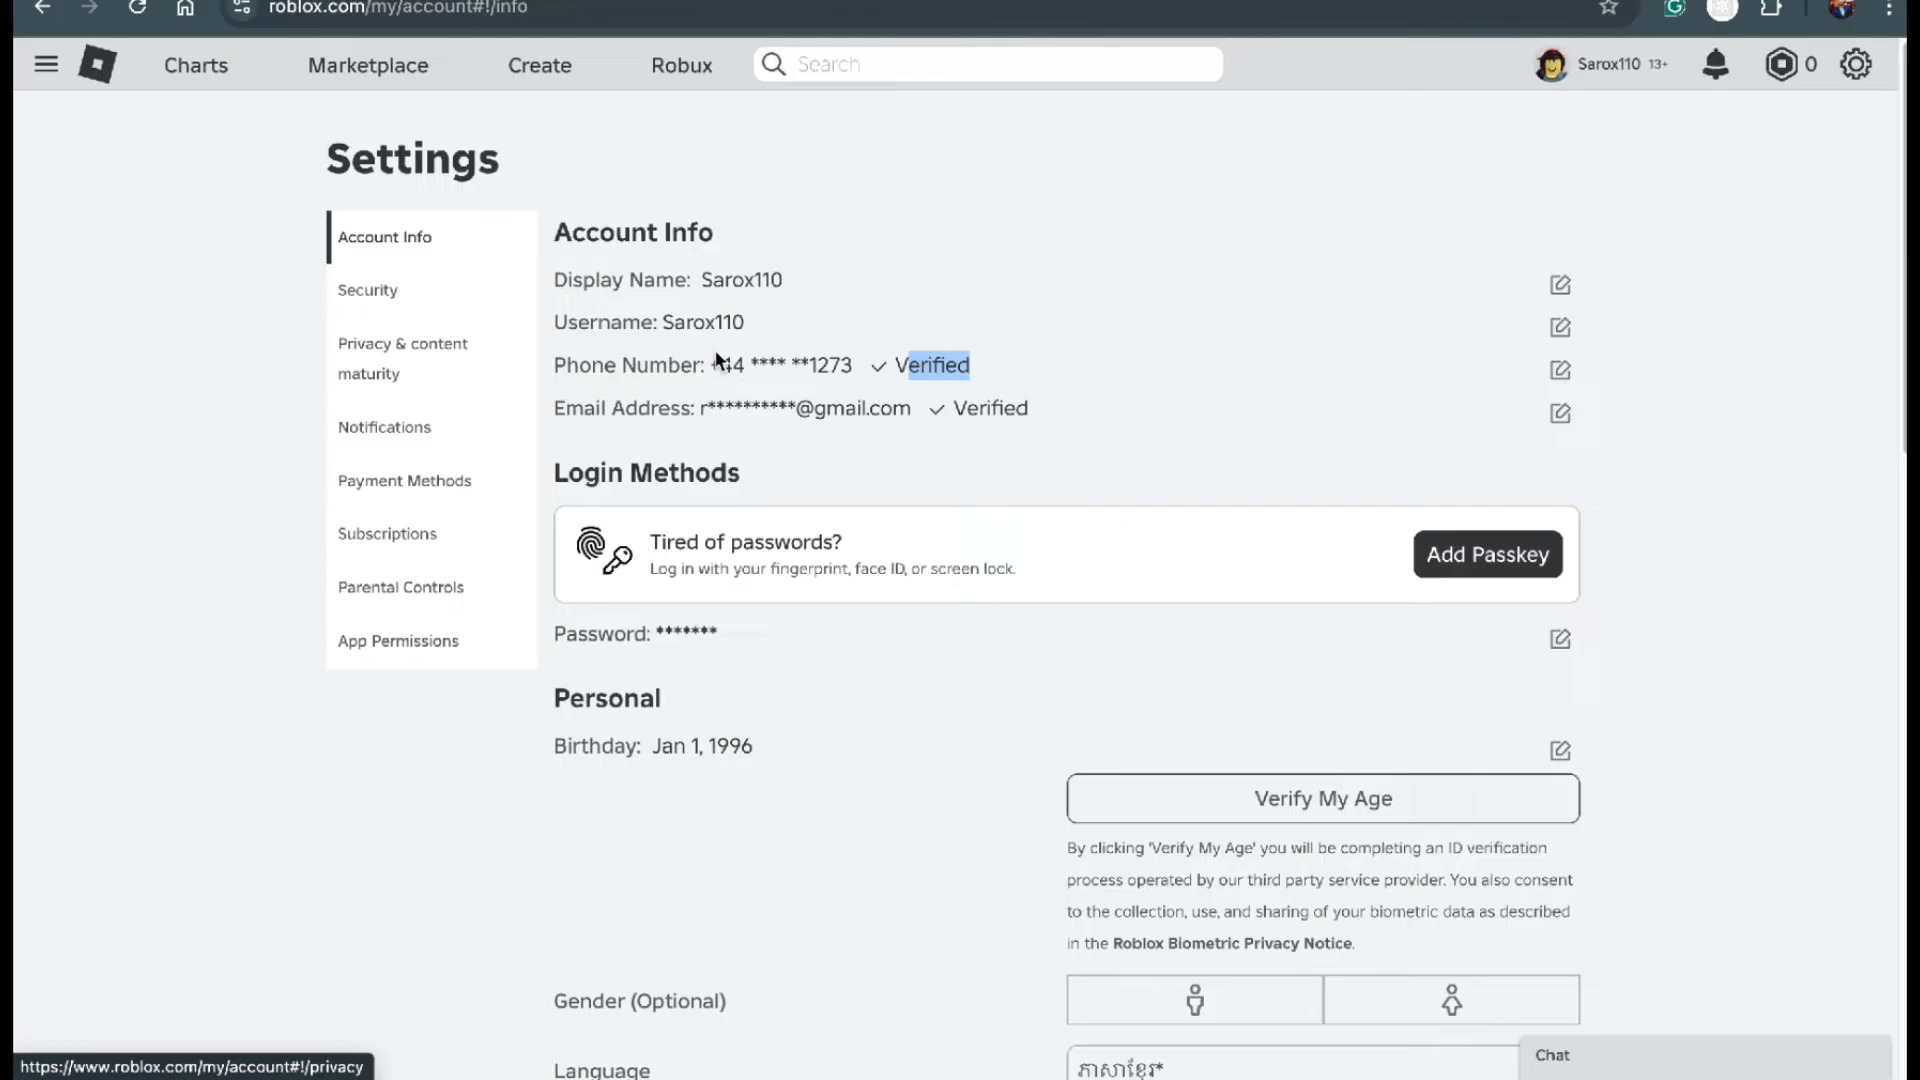 roblox.com/my/account#!/info
Charts
Marketplace
Create
Robux
Search
Sarox110 13+
0
Settings
Account Info
Security
Privacy & content
maturity
Notifications
Payment Methods
Subscriptions
Parental Controls
App Permissions
Account Info
Display Name: Sarox110
Username: Sarox110
Phone Number: +44 **** **1273 ✓ Verified
Email Address: r**********@gmail.com ✓ Verified
Login Methods
Tired of passwords?
Log in with your fingerprint, face ID, or screen lock.
Add Passkey
Password: *******
Personal
Birthday: Jan 1, 1996
Verify My Age
By clicking 'Verify My Age' you will be completing an ID verification
process operated by our third party service provider. You also consent
to the collection, use, and sharing of your biometric data as described
in the Roblox Biometric Privacy Notice.
Gender (Optional)
Language
ភាសាខ្មែរ*
Chat
https://www.roblox.com/my/account#!/privacy